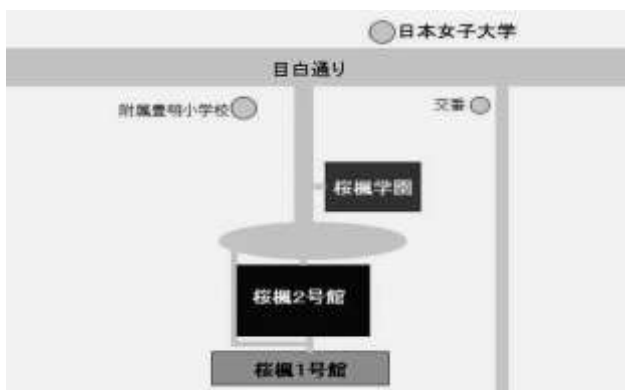 日本女子大学
目白通り
附属豊明小学校
交番
桜楓学園
桜楓2号館
桜楓1号館